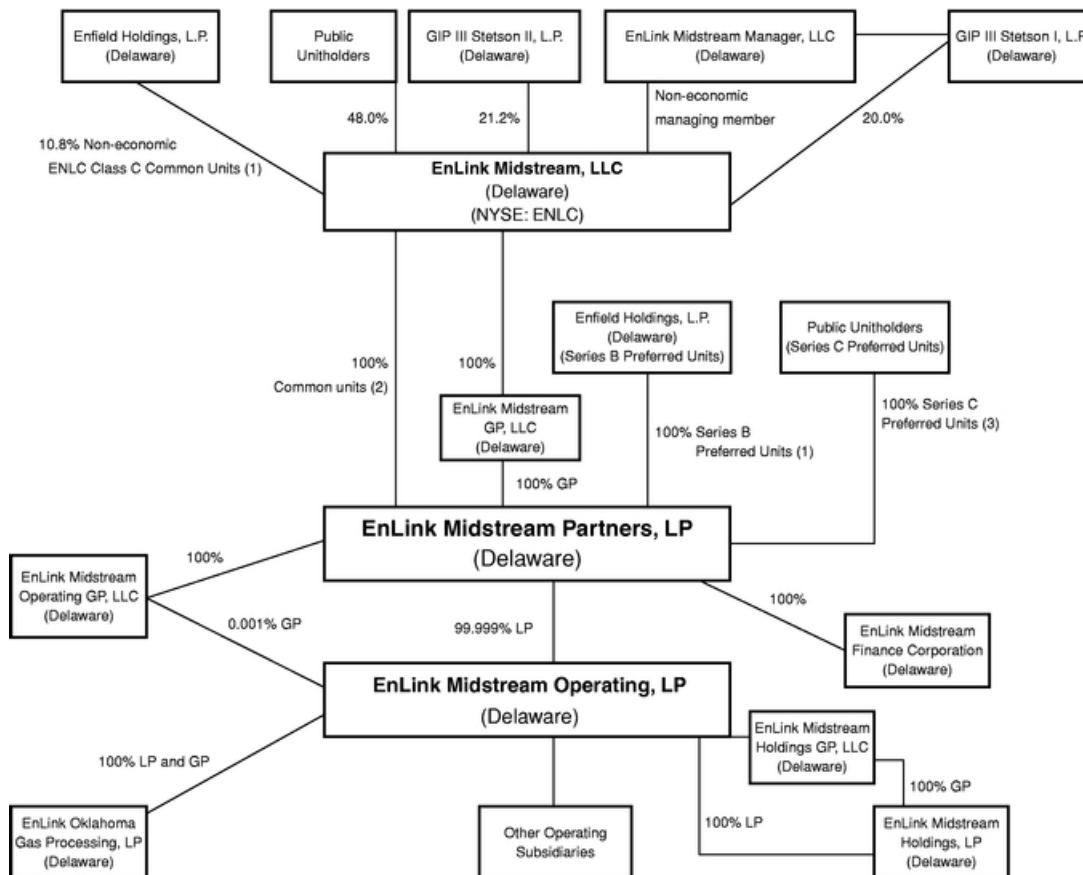 Enfield Holdings, L.P.
(Delaware)
Public
Unitholders
GIP III Stetson II, L.P.
(Delaware)
EnLink Midstream Manager, LLC
(Delaware)
GIP III Stetson I, L.P.
(Delaware)
10.8% Non-economic
ENLC Class C Common Units (1)
48.0%
21.2%
Non-economic
managing member
20.0%
EnLink Midstream, LLC
(Delaware)
(NYSE: ENLC)
100%
Common units (2)
100%
EnLink Midstream
GP, LLC
(Delaware)
100% GP
Enfield Holdings, L.P.
(Delaware)
(Series B Preferred Units)
100% Series B
Preferred Units (1)
Public Unitholders
(Series C Preferred Units)
100% Series C
Preferred Units (3)
EnLink Midstream Partners, LP
(Delaware)
100%
EnLink Midstream
Operating GP, LLC
(Delaware)
0.001% GP
99.999% LP
100%
EnLink Midstream
Finance Corporation
(Delaware)
EnLink Midstream Operating, LP
(Delaware)
100% LP and GP
EnLink Oklahoma
Gas Processing, LP
(Delaware)
Other Operating
Subsidiaries
EnLink Midstream
Holdings GP, LLC
(Delaware)
100% GP
100% LP
EnLink Midstream
Holdings, LP
(Delaware)